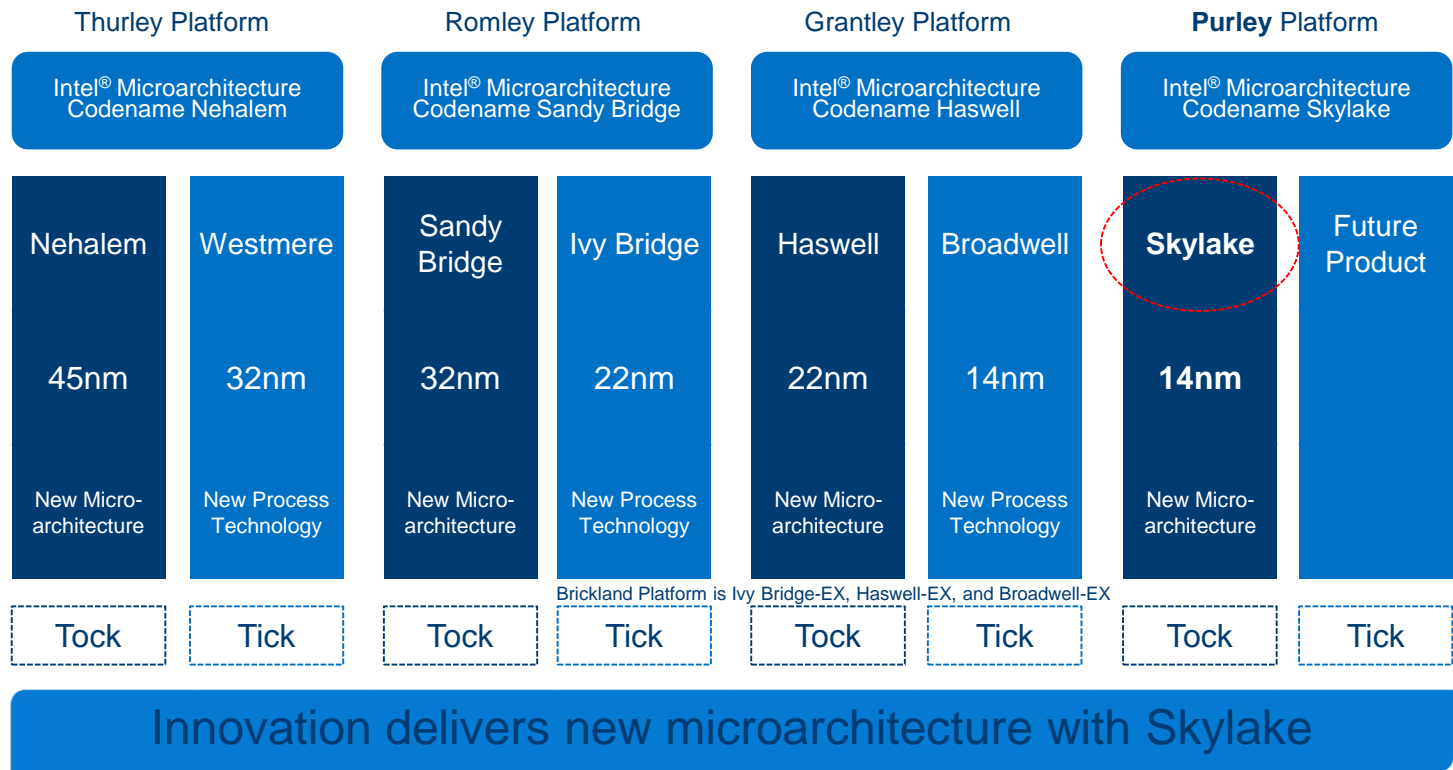 Thurley Platform
Romley Platform
Grantley Platform
Purley Platform
Intel® Microarchitecture
Codename Nehalem
Intel® Microarchitecture
Codename Sandy Bridge
Intel® Microarchitecture
Codename Haswell
Intel® Microarchitecture
Codename Skylake
Nehalem
Westmere
Sandy
Bridge
Ivy Bridge
Haswell
Broadwell
Skylake
Future
Product
45nm
32nm
32nm
22nm
22nm
14nm
14nm
New Micro-
architecture
New Process
Technology
New Micro-
architecture
New Process
Technology
New Micro-
architecture
New Process
Technology
New Micro-
architecture
Brickland Platform is Ivy Bridge-EX, Haswell-EX, and Broadwell-EX
Tock
Tick
Tock
Tick
Tock
Tick
Tock
Tick
Innovation delivers new microarchitecture with Skylake